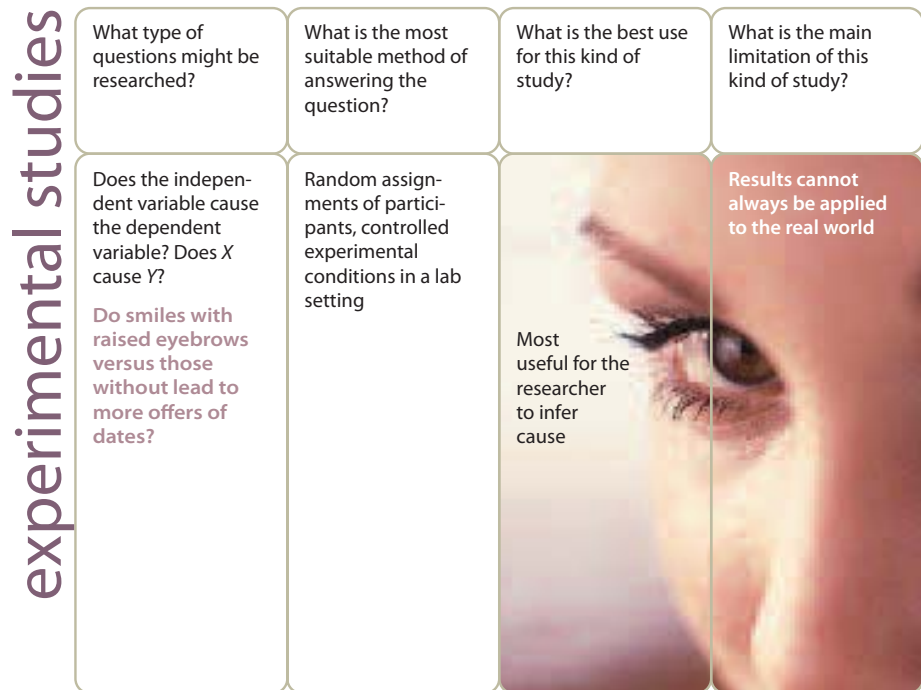 experimental studies
What type of
questions might be
researched?
What is the most
suitable method of
answering the
question?
What is the best use
for this kind of
study?
What is the main
limitation of this
kind of study?
Does the indepen-
dent variable cause
the dependent
variable? Does X
cause Y?
Do smiles with
raised eyebrows
versus those
without lead to
more offers of
dates?
Random assign-
ments of partici-
pants, controlled
experimental
conditions in a lab
setting
Most
useful for the
researcher
to infer
cause
Results cannot
always be applied
to the real world